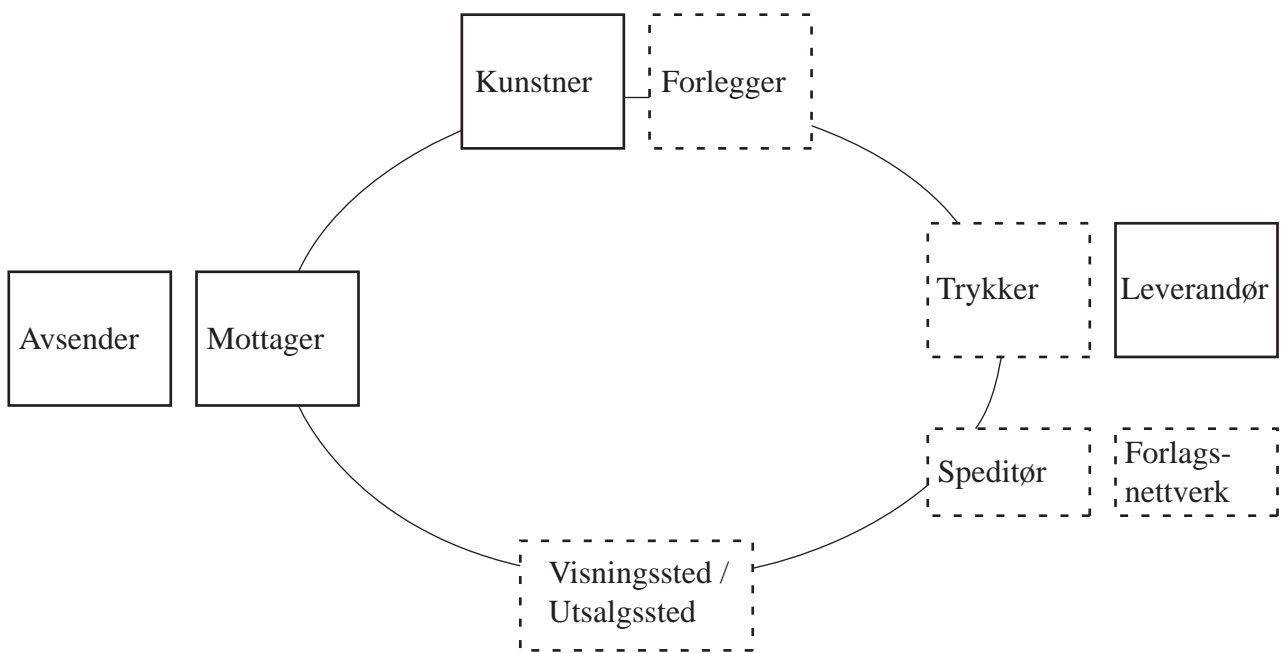 Kunstner
Forlegger
Trykker
Leverandør
Avsender
Mottager
Speditør
Forlags-
nettverk
Visningssted /
Utsalgssted